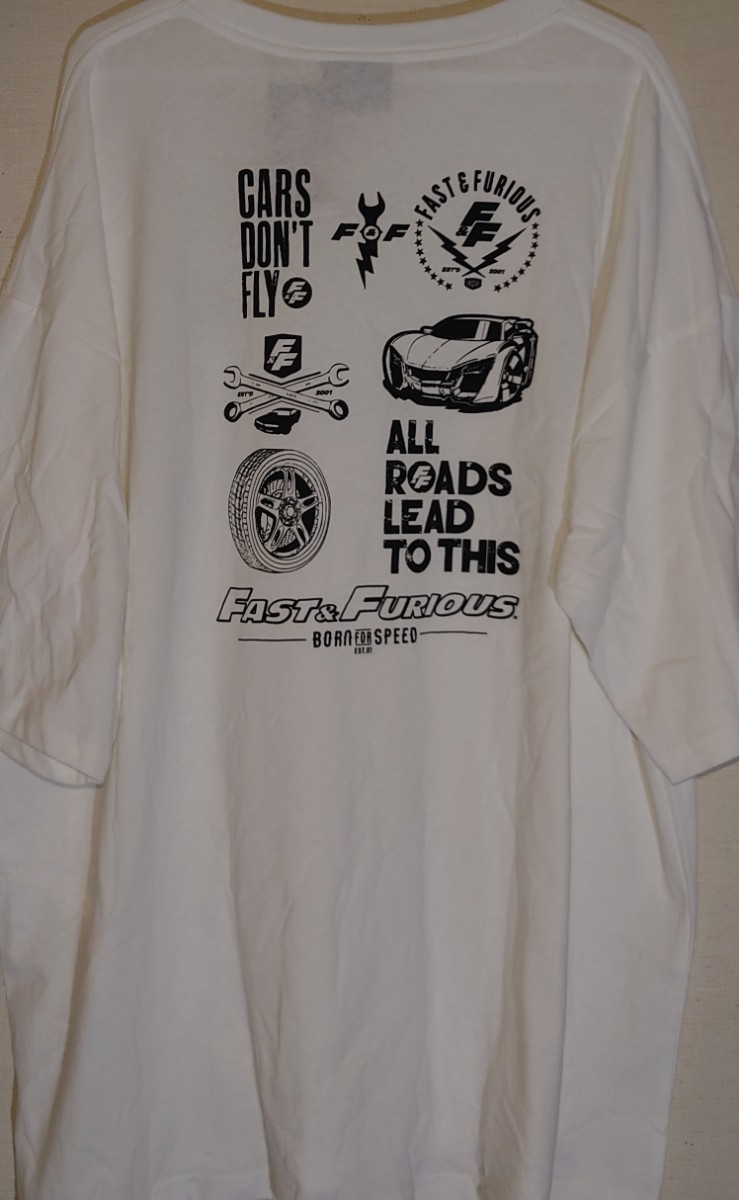 CARS
DON'T
FLY F&F
F&F
FAST & FURIOUS
F&F
EST'D 2001
F&F
EST'D 2001
ALL
ROADS
LEAD
TO THIS
FAST & FURIOUS
BORN FOR SPEED
EST.01